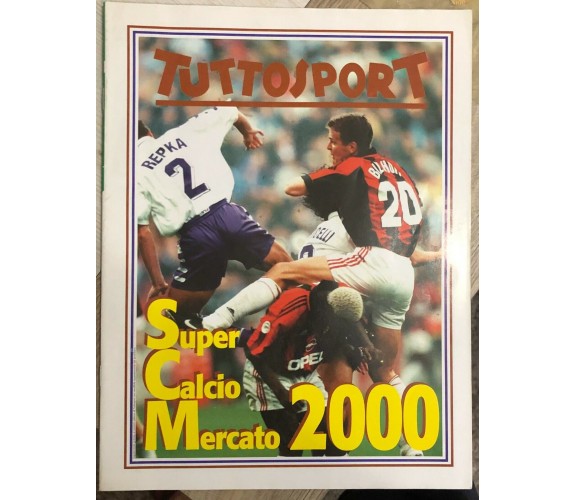 TUTTOSPORT
REPKA
2
20
OPEL
Super
Calcio
Mercato 2000